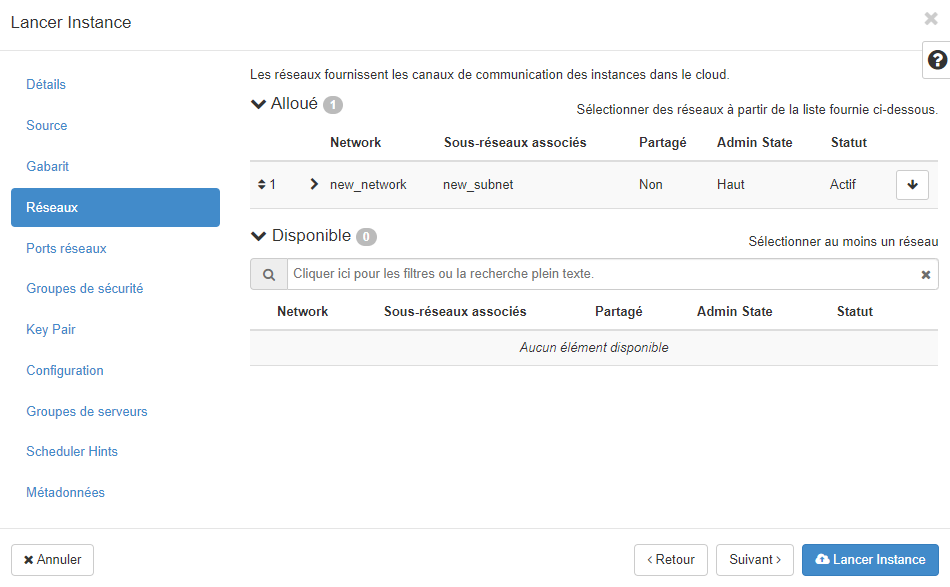 Lancer Instance
Détails
Source
Gabarit
Réseaux
Ports réseaux
Groupes de sécurité
Key Pair
Configuration
Groupes de serveurs
Scheduler Hints
Métadonnées
Les réseaux fournissent les canaux de communication des instances dans le cloud.
Alloué 1
Sélectionner des réseaux à partir de la liste fournie ci-dessous.
Network Sous-réseaux associés Partagé Admin State Statut
1 new_network new_subnet Non Haut Actif
Disponible 0
Sélectionner au moins un réseau
Cliquer ici pour les filtres ou la recherche plein texte.
Network Sous-réseaux associés Partagé Admin State Statut
Aucun élément disponible
Annuler
‹ Retour
Suivant ›
Lancer Instance